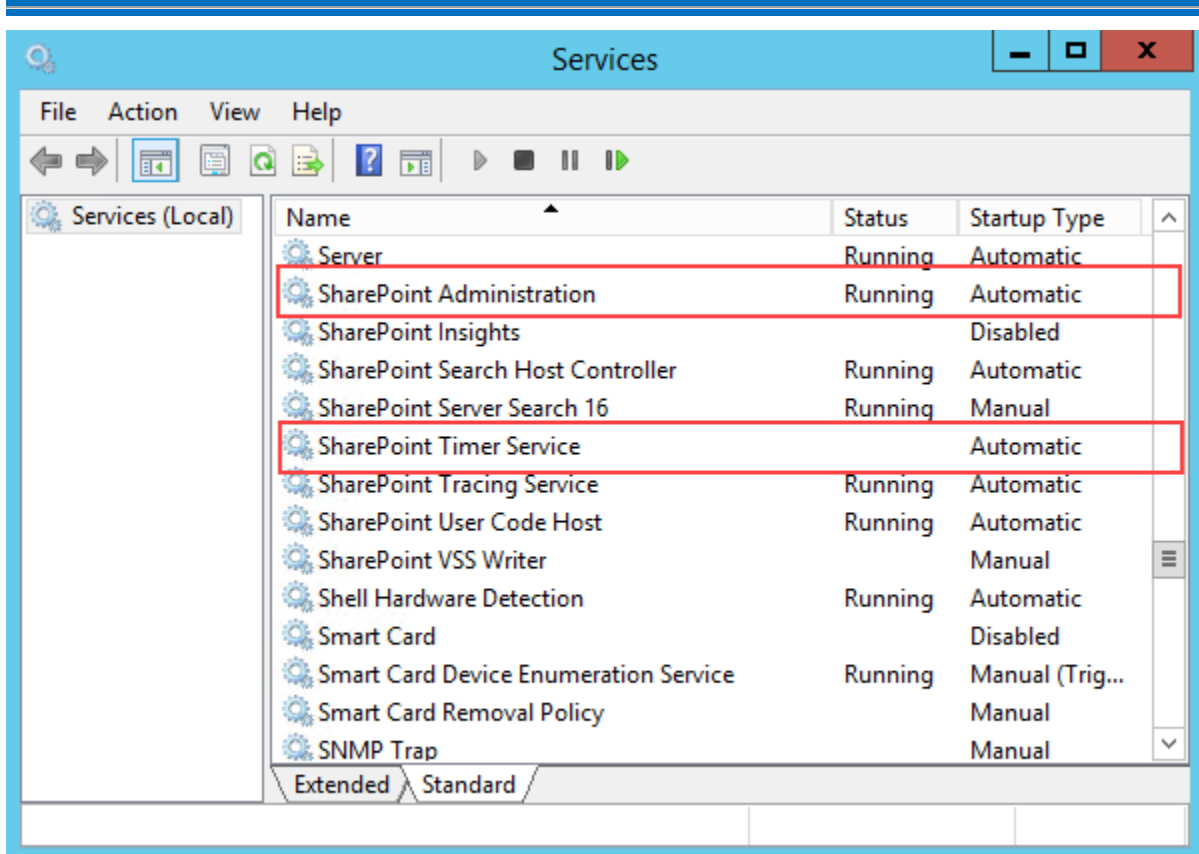 Services
File Action View Help
Services (Local)
Name Status Startup Type
Server Running Automatic
SharePoint Administration Running Automatic
SharePoint Insights Disabled
SharePoint Search Host Controller Running Automatic
SharePoint Server Search 16 Running Manual
SharePoint Timer Service Automatic
SharePoint Tracing Service Running Automatic
SharePoint User Code Host Running Automatic
SharePoint VSS Writer Manual
Shell Hardware Detection Running Automatic
Smart Card Disabled
Smart Card Device Enumeration Service Running Manual (Trig...
Smart Card Removal Policy Manual
SNMP Trap Manual
Extended Standard